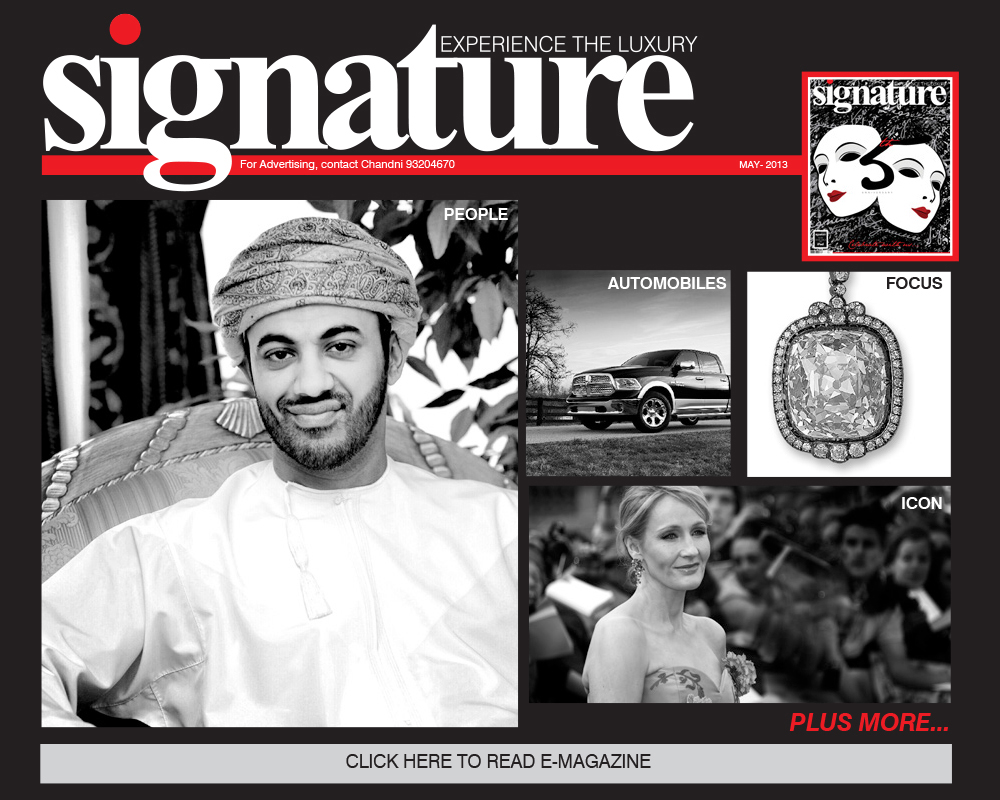 signature
EXPERIENCE THE LUXURY
For Advertising, contact Chandni 93204670
MAY- 2013
signature
5
PEOPLE
AUTOMOBILES
FOCUS
ICON
PLUS MORE...
CLICK HERE TO READ E-MAGAZINE